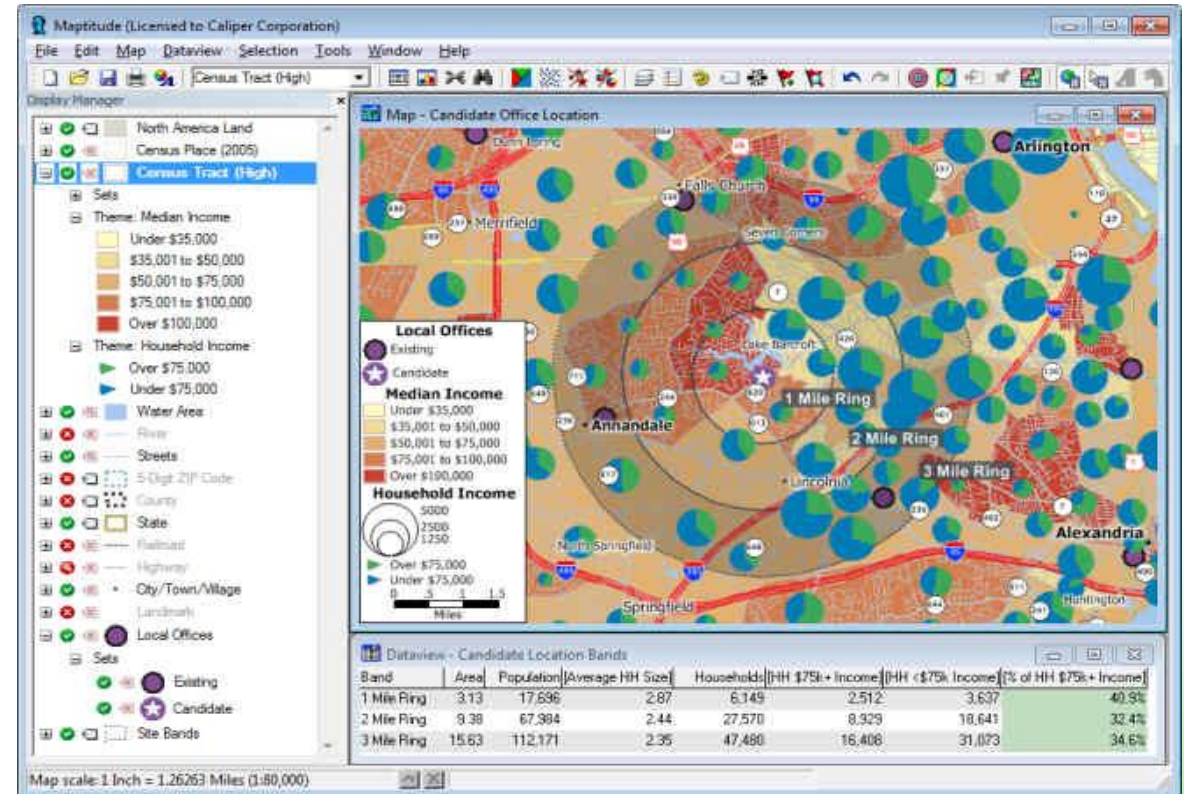 Maptitude (Licensed to Caliper Corporation)
File Edit Map Dataview Selection Tools Window Help
Census Tract (High)
Display Manager
North America Land
Census Place (2005)
Census Tract (High)
Sets
Theme: Median Income
Under $35,000
$35,001 to $50,000
$50,001 to $75,000
$75,001 to $100,000
Over $100,000
Theme: Household Income
Over $75,000
Under $75,000
Water Area
River
Streets
5-Digit ZIP Code
County
State
Railroad
Highway
City/Town/Village
Landmark
Local Offices
Sets
Existing
Candidate
Site Bands
Map scale: 1 Inch = 1.26263 Miles (1:80,000)
Map - Candidate Office Location
Dunn Loring
Arlington
Falls Church
Merrifield
Seven Corners
Lake Barcroft
1 Mile Ring
Annandale
2 Mile Ring
3 Mile Ring
Lincolnia
Alexandria
North Springfield
Springfield
Huntington
Local Offices
Existing
Candidate
Median Income
Under $35,000
$35,001 to $50,000
$50,001 to $75,000
$75,001 to $100,000
Over $100,000
Household Income
5000
2500
1250
Over $75,000
Under $75,000
0 .5 1 1.5
Miles
Dataview - Candidate Location Bands
Band Area Population [Average HH Size] Households [HH $75k+ Income] [HH <$75k Income] [% of HH $75k+ Income]
1 Mile Ring 3.13 17,696 2.87 6,149 2,512 3,637 40.9%
2 Mile Ring 9.38 67,984 2.44 27,570 8,929 18,641 32.4%
3 Mile Ring 15.63 112,171 2.35 47,480 16,408 31,073 34.6%